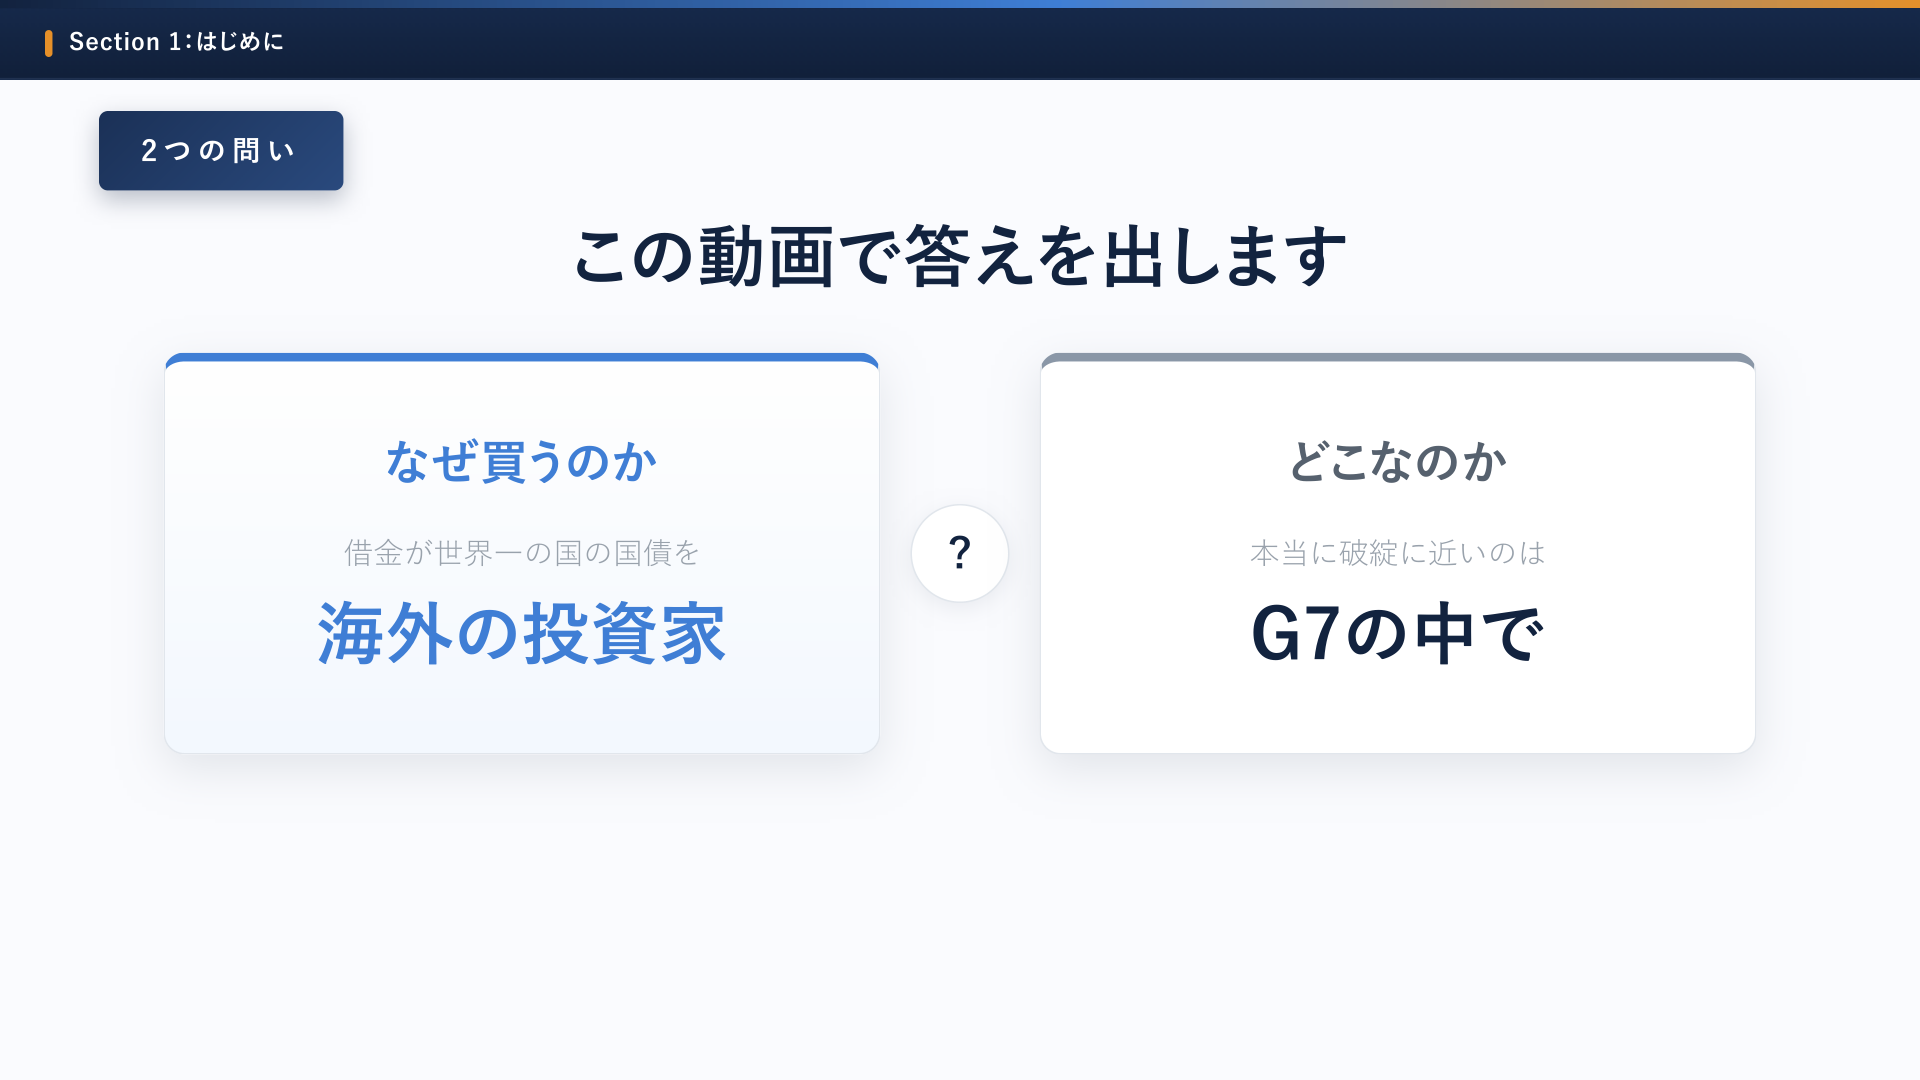 Section 1：はじめに
2つの問い
この動画で答えを出します
なぜ買うのか
借金が世界一の国の国債を
海外の投資家
?
どこなのか
本当に破綻に近いのは
G7の中で